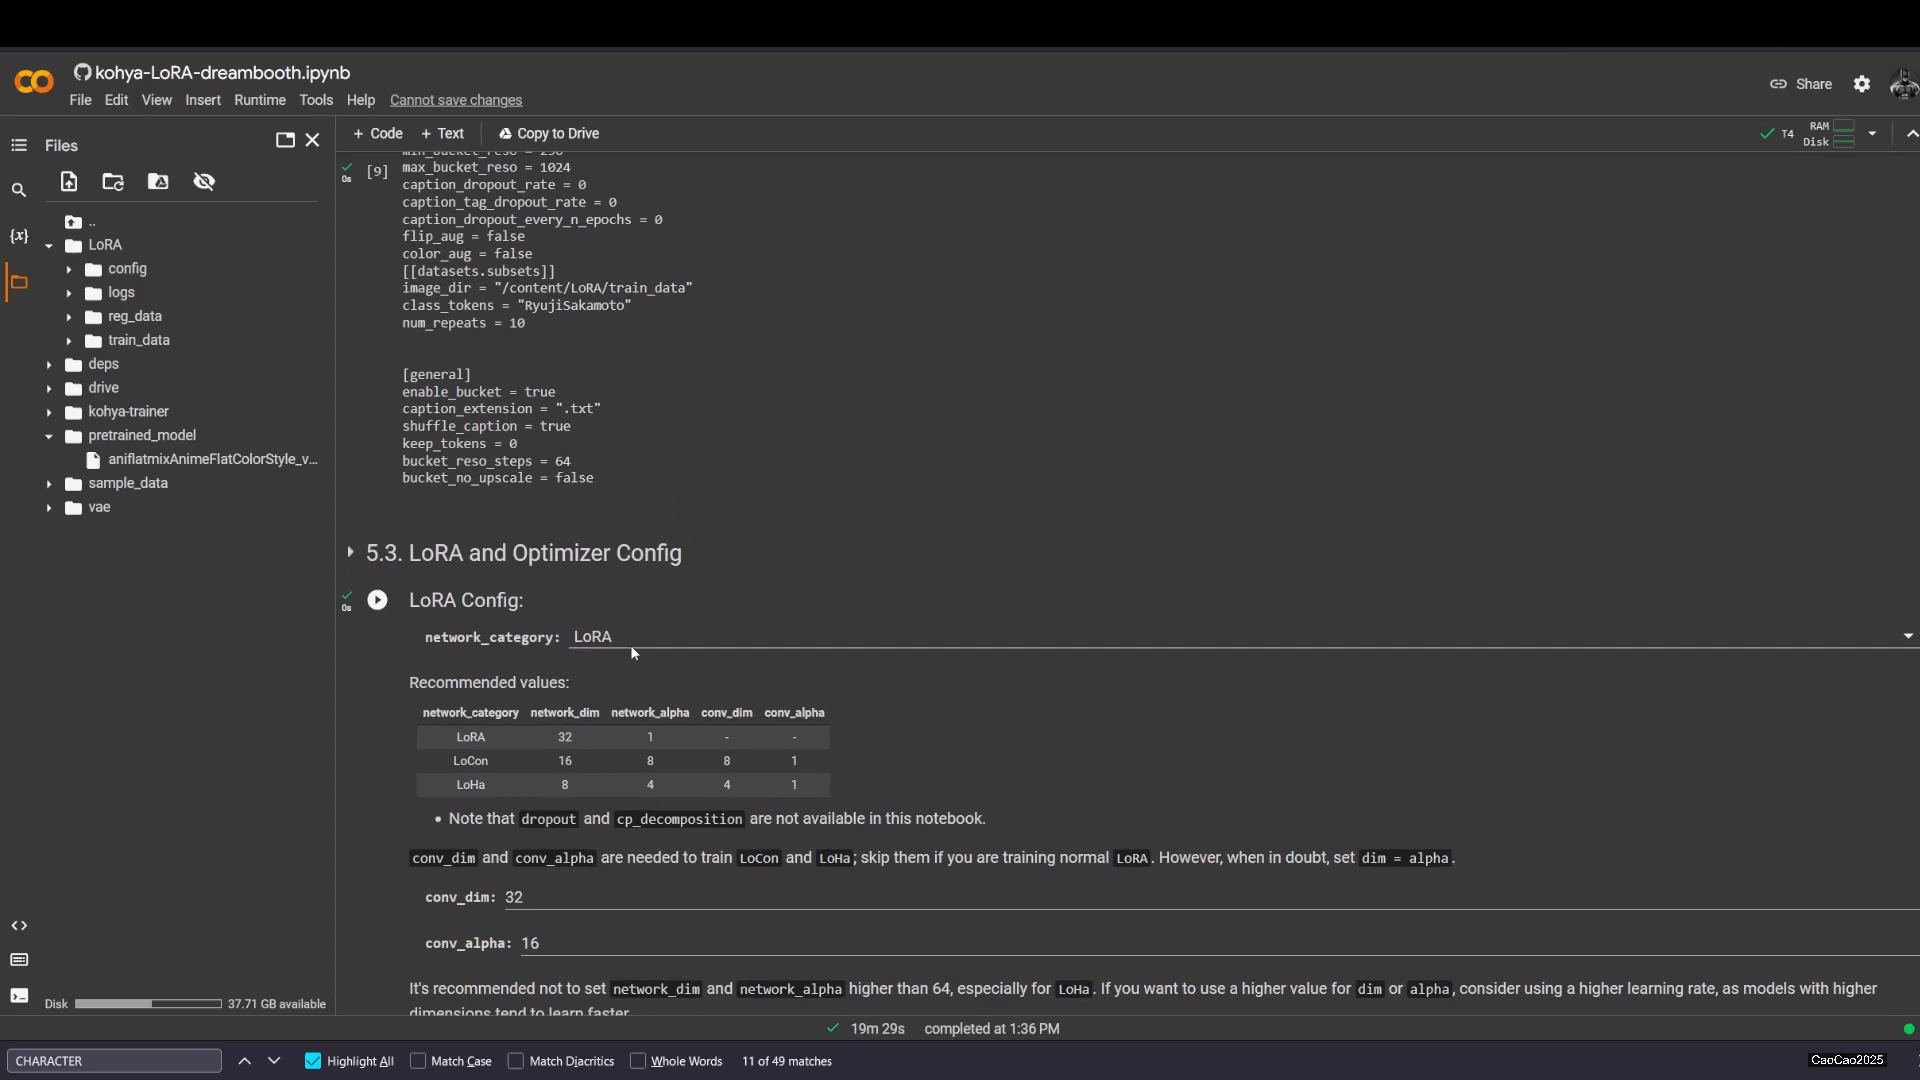 kohya-LoRA-dreambooth.ipynb
File Edit View Insert Runtime Tools Help Cannot save changes
Share
Files
+ Code + Text Copy to Drive
T4 RAM
Disk
..
LoRA
config
logs
reg_data
train_data
deps
drive
kohya-trainer
pretrained_model
aniflatmixAnimeFlatColorStyle_v...
sample_data
vae
{x}
<>
Disk 37.71 GB available
0s [9]
max_bucket_reso = 1024
caption_dropout_rate = 0
caption_tag_dropout_rate = 0
caption_dropout_every_n_epochs = 0
flip_aug = false
color_aug = false
[[datasets.subsets]]
image_dir = "/content/LoRA/train_data"
class_tokens = "RyujiSakamoto"
num_repeats = 10
[general]
enable_bucket = true
caption_extension = ".txt"
shuffle_caption = true
keep_tokens = 0
bucket_reso_steps = 64
bucket_no_upscale = false
5.3. LoRA and Optimizer Config
0s LoRA Config:
network_category: LoRA
Recommended values:
network_category network_dim network_alpha conv_dim conv_alpha
LoRA 32 1 - -
LoCon 16 8 8 1
LoHa 8 4 4 1
• Note that dropout and cp_decomposition are not available in this notebook.
conv_dim and conv_alpha are needed to train LoCon and LoHa; skip them if you are training normal LoRA. However, when in doubt, set dim = alpha.
conv_dim: 32
conv_alpha: 16
It's recommended not to set network_dim and network_alpha higher than 64, especially for LoHa. If you want to use a higher value for dim or alpha, consider using a higher learning rate, as models with higher
dimensions tend to learn faster
19m 29s completed at 1:36 PM
CHARACTER Highlight All Match Case Match Diacritics Whole Words 11 of 49 matches
CaoCao2025